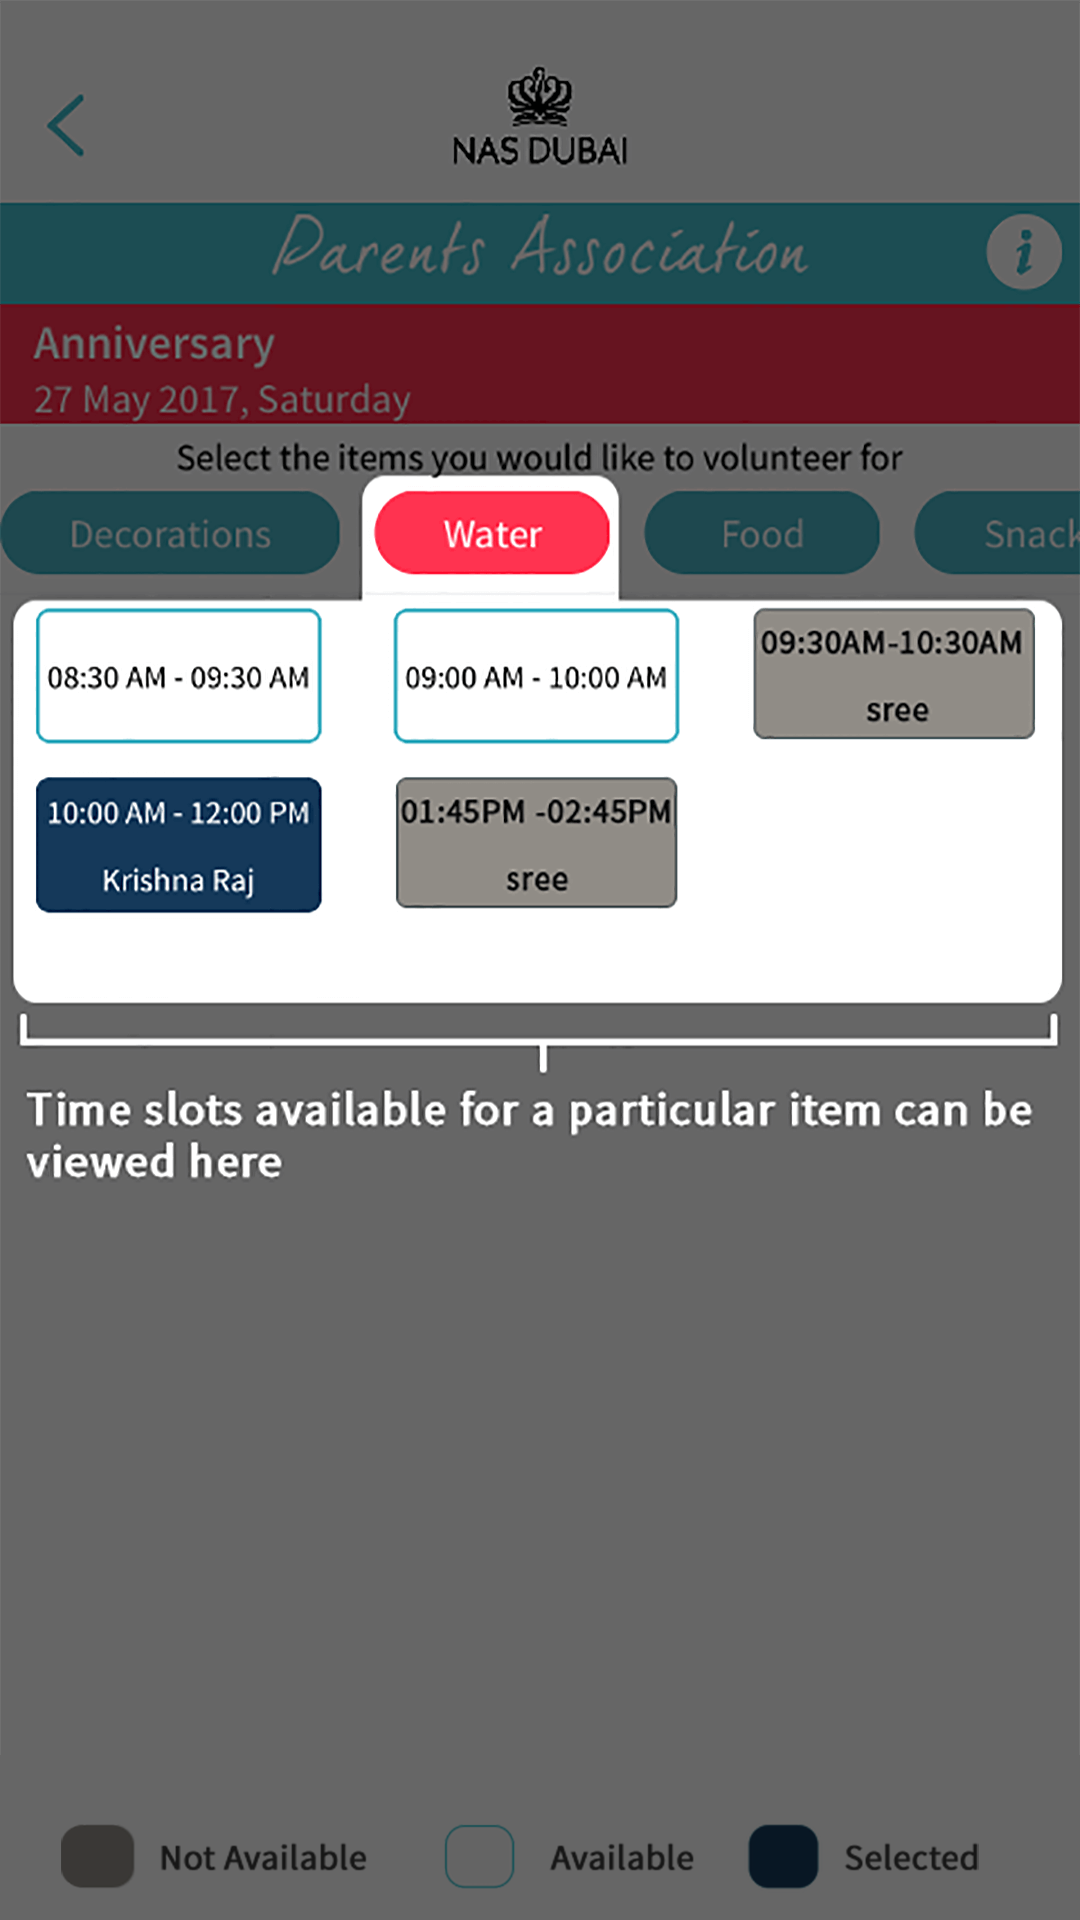 NAS DUBAI
Parents Association
i
Anniversary
27 May 2017, Saturday
Select the items you would like to volunteer for
Decorations
Water
Food
Snack
08:30 AM - 09:30 AM
09:00 AM - 10:00 AM
09:30AM-10:30AM
sree
10:00 AM - 12:00 PM
Krishna Raj
01:45PM -02:45PM
sree
Time slots available for a particular item can be
viewed here
Not Available
Available
Selected